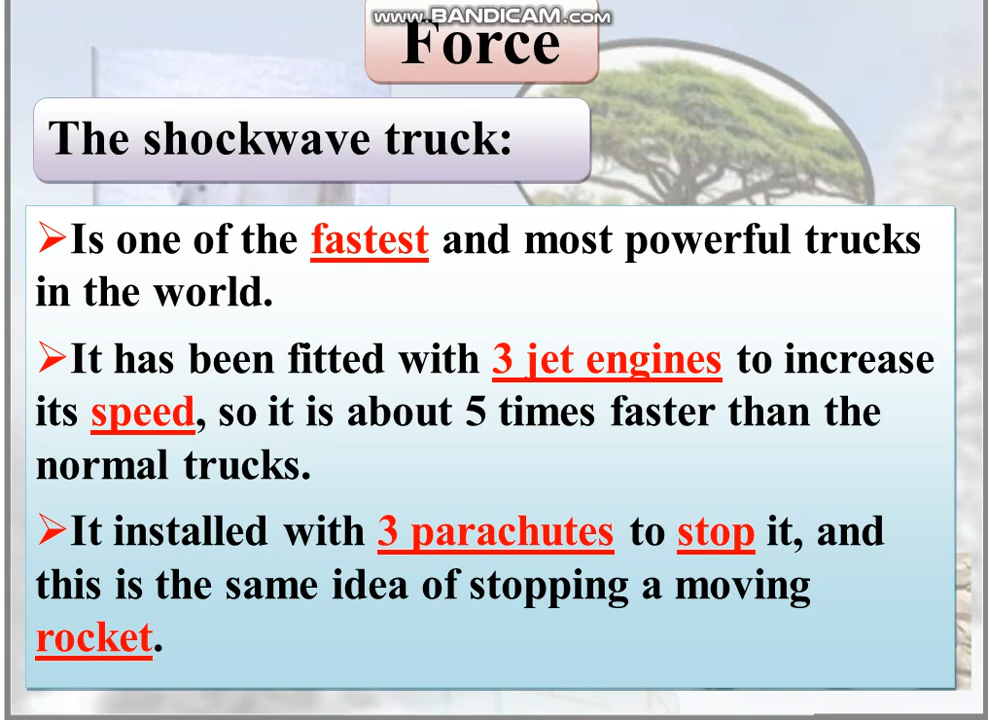 www.BANDICAM.com
Force
The shockwave truck:
➢Is one of the fastest and most powerful trucks
in the world.
➢It has been fitted with 3 jet engines to increase
its speed, so it is about 5 times faster than the
normal trucks.
➢It installed with 3 parachutes to stop it, and
this is the same idea of stopping a moving
rocket.